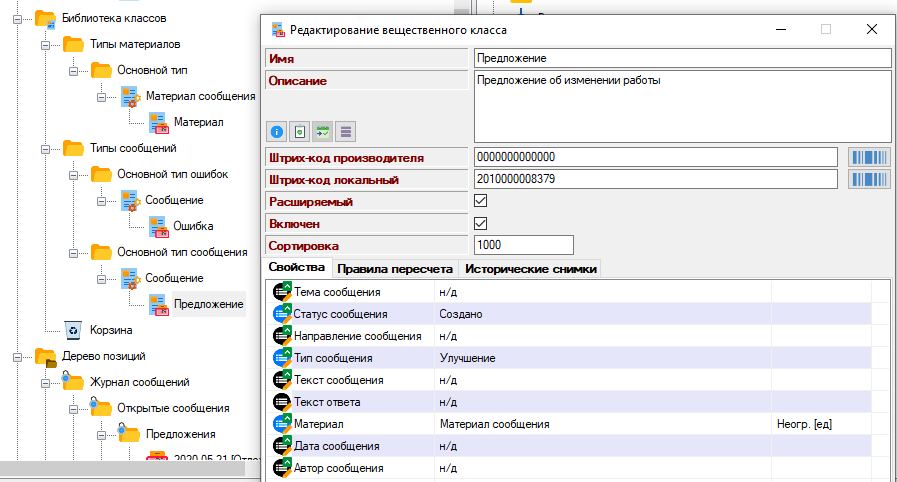 Библиотека классов
Типы материалов
Основной тип
Материал сообщения
Материал
Типы сообщений
Основной тип ошибок
Сообщение
Ошибка
Основной тип сообщения
Сообщение
Предложение
Корзина
Дерево позиций
Журнал сообщений
Открытые сообщения
Предложения
Редактирование вещественного класса
Имя Предложение
Описание Предложение об изменении работы
Штрих-код производителя 0000000000000
Штрих-код локальный 2010000008379
Расширяемый
Включен
Сортировка 1000
Свойства Правила пересчета Исторические снимки
Тема сообщения н/д
Статус сообщения Создано
Направление сообщения н/д
Тип сообщения Улучшение
Текст сообщения н/д
Текст ответа н/д
Материал Материал сообщения Неогр. [ед]
Дата сообщения н/д
Автор сообщения н/д